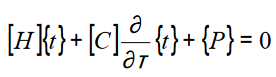 [H]{t} + [C] ∂/∂τ {t} + {P} = 0